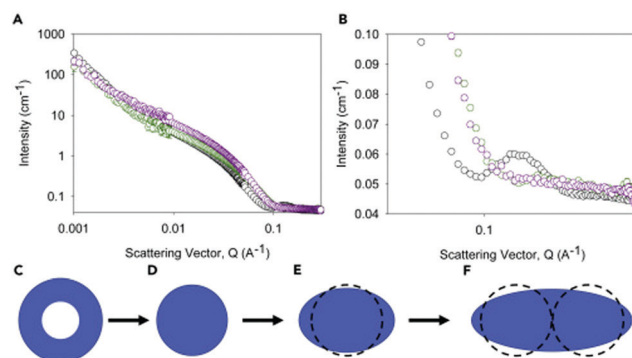 A
B
1000
100
10
1
0.1
Intensity (cm-1)
0.001
0.01
0.1
Scattering Vector, Q (A-1)
0.10
0.09
0.08
0.07
0.06
0.05
0.04
Intensity (cm-1)
0.1
Scattering Vector, Q (A-1)
C
D
E
F